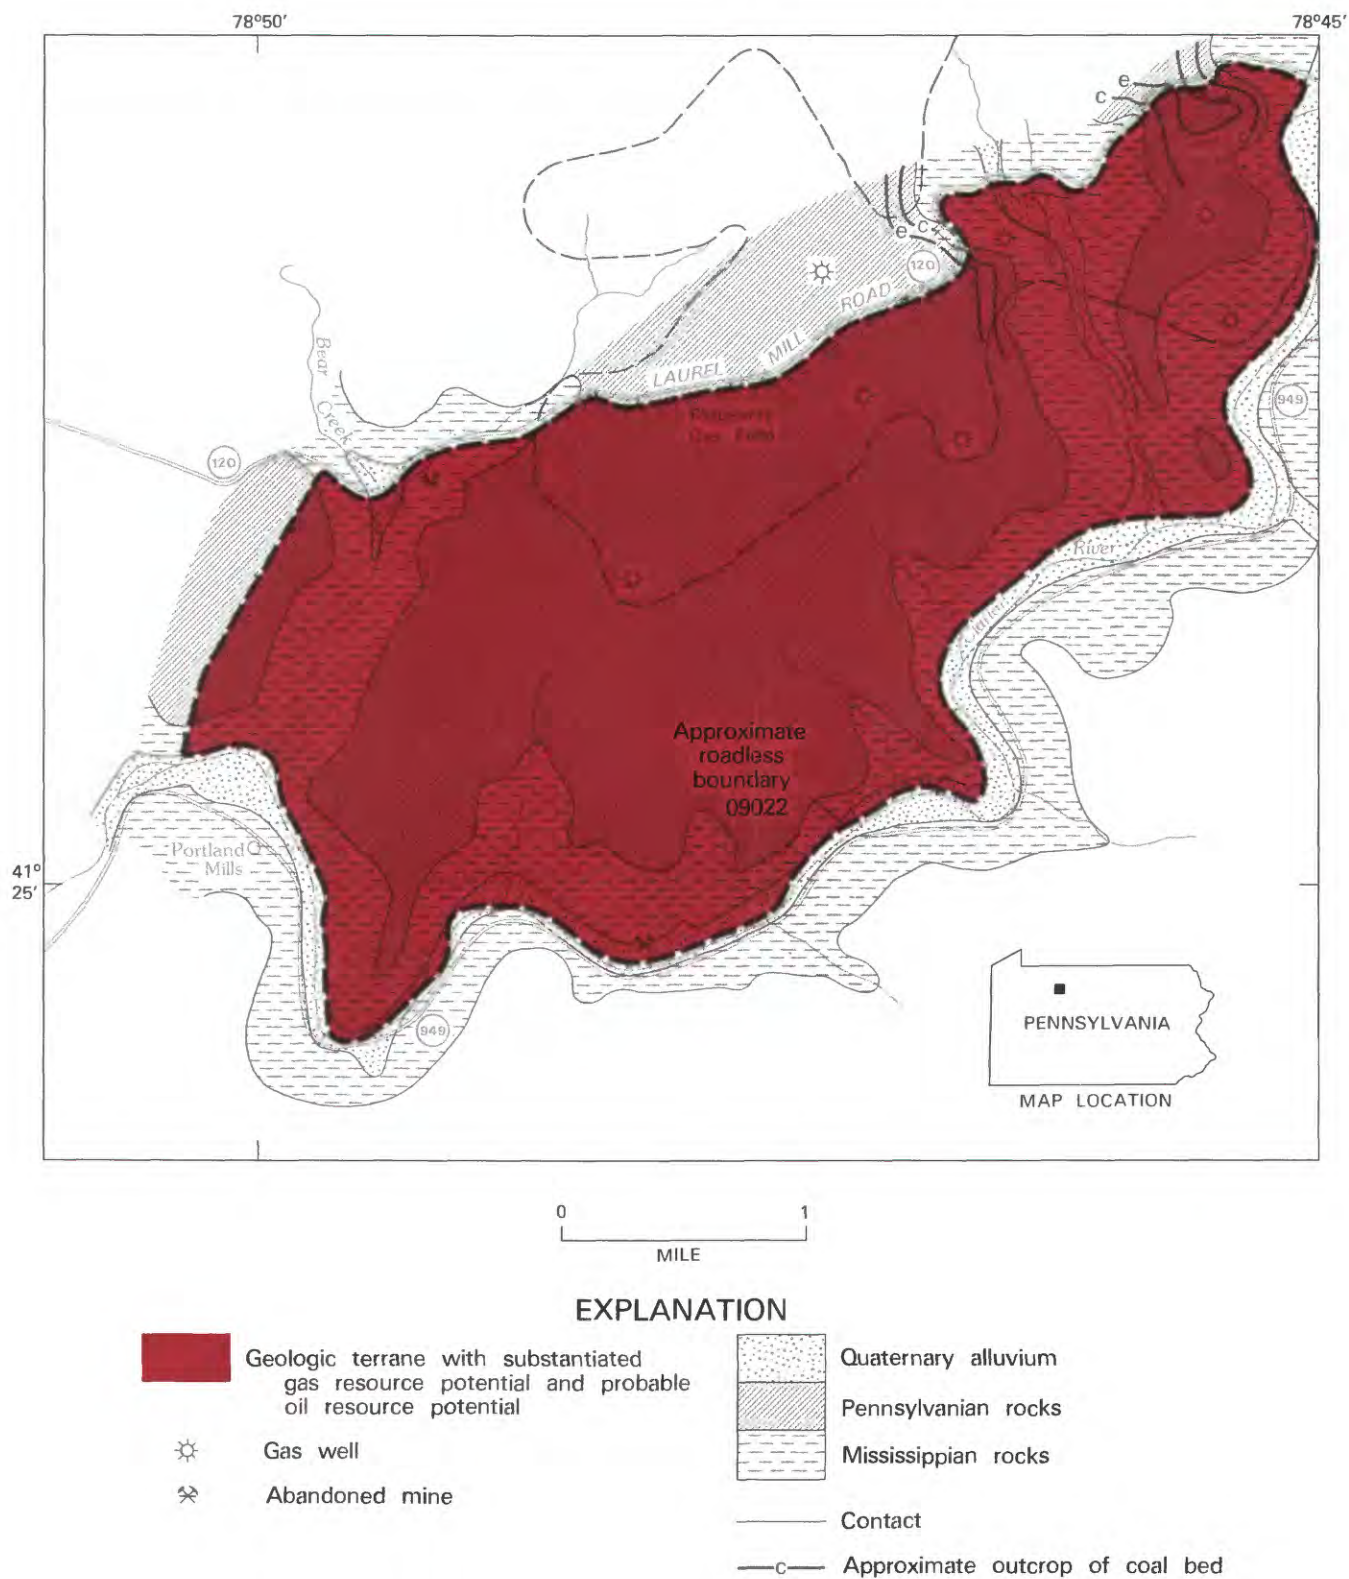 78°50'
78°45'
e
c
e
c
120
LAUREL MILL ROAD
Bear Creek
Gas Field
949
120
River
Clarion
Approximate
roadless
boundary
09022
Portland
Mills
41°
25'
949
PENNSYLVANIA
MAP LOCATION
0 1
MILE
EXPLANATION
Geologic terrane with substantiated
gas resource potential and probable
oil resource potential
Gas well
Abandoned mine
Quaternary alluvium
Pennsylvanian rocks
Mississippian rocks
Contact
c
Approximate outcrop of coal bed